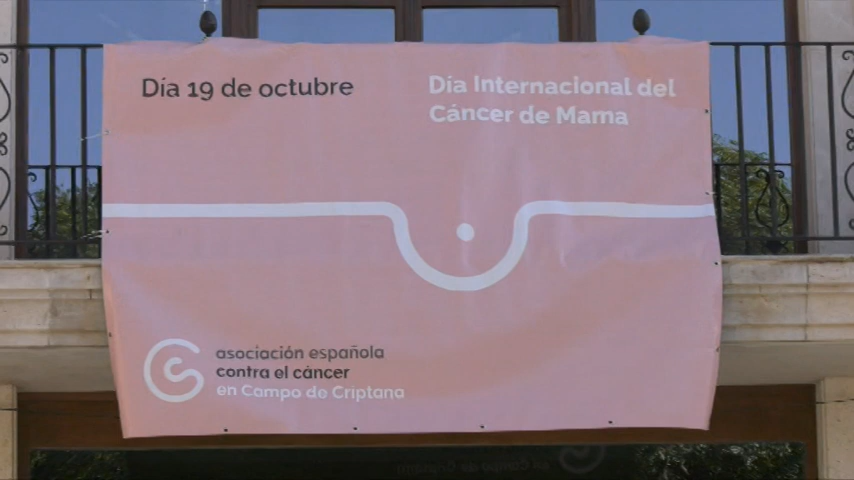 Día 19 de octubre
Día Internacional del
Cáncer de Mama
asociación española
contra el cáncer
en Campo de Criptana